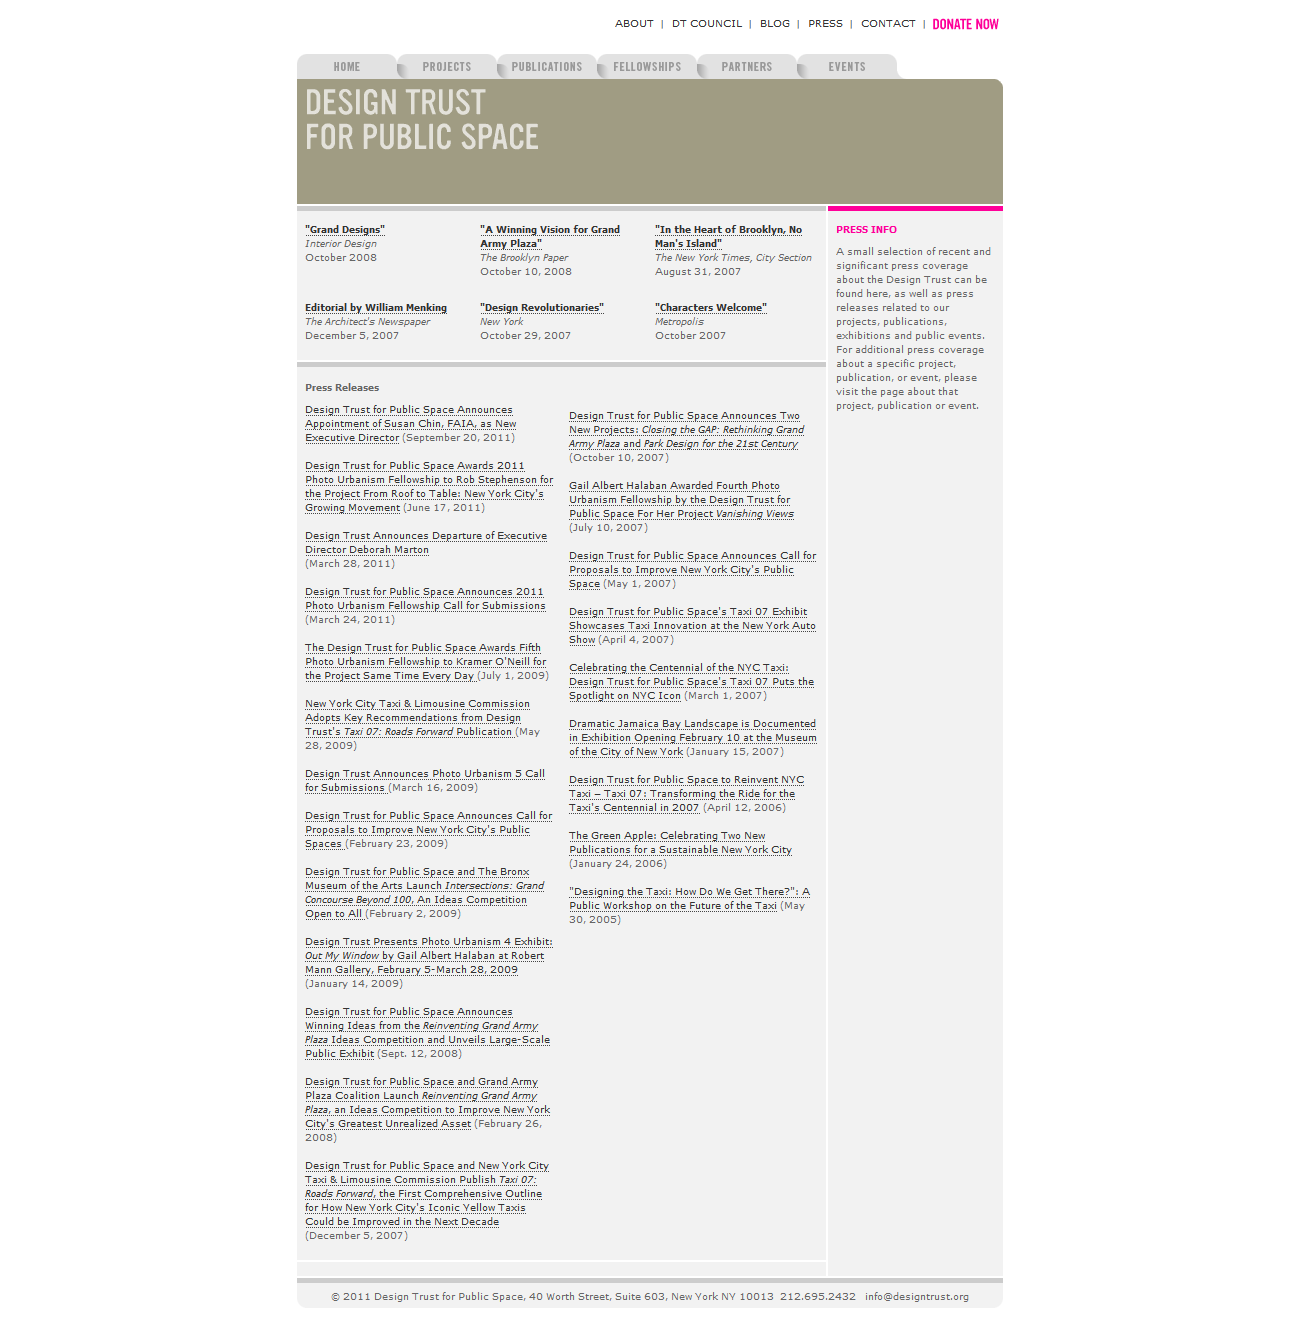 ABOUT | DT COUNCIL | BLOG | PRESS | CONTACT | DONATE NOW
HOME PROJECTS PUBLICATIONS FELLOWSHIPS PARTNERS EVENTS
DESIGN TRUST
FOR PUBLIC SPACE
"Grand Designs"
Interior Design
October 2008
"A Winning Vision for Grand
Army Plaza"
The Brooklyn Paper
October 10, 2008
"In the Heart of Brooklyn, No
Man's Island"
The New York Times, City Section
August 31, 2007
Editorial by William Menking
The Architect's Newspaper
December 5, 2007
"Design Revolutionaries"
New York
October 29, 2007
"Characters Welcome"
Metropolis
October 2007
PRESS INFO
A small selection of recent and
significant press coverage
about the Design Trust can be
found here, as well as press
releases related to our
projects, publications,
exhibitions and public events.
For additional press coverage
about a specific project,
publication, or event, please
visit the page about that
project, publication or event.
Press Releases
Design Trust for Public Space Announces
Appointment of Susan Chin, FAIA, as New
Executive Director (September 20, 2011)
Design Trust for Public Space Awards 2011
Photo Urbanism Fellowship to Rob Stephenson for
the Project From Roof to Table: New York City's
Growing Movement (June 17, 2011)
Design Trust Announces Departure of Executive
Director Deborah Marton
(March 28, 2011)
Design Trust for Public Space Announces 2011
Photo Urbanism Fellowship Call for Submissions
(March 24, 2011)
The Design Trust for Public Space Awards Fifth
Photo Urbanism Fellowship to Kramer O'Neill for
the Project Same Time Every Day (July 1, 2009)
New York City Taxi & Limousine Commission
Adopts Key Recommendations from Design
Trust's Taxi 07: Roads Forward Publication (May
28, 2009)
Design Trust Announces Photo Urbanism 5 Call
for Submissions (March 16, 2009)
Design Trust for Public Space Announces Call for
Proposals to Improve New York City's Public
Spaces (February 23, 2009)
Design Trust for Public Space and The Bronx
Museum of the Arts Launch Intersections: Grand
Concourse Beyond 100, An Ideas Competition
Open to All (February 2, 2009)
Design Trust Presents Photo Urbanism 4 Exhibit:
Out My Window by Gail Albert Halaban at Robert
Mann Gallery, February 5-March 28, 2009
(January 14, 2009)
Design Trust for Public Space Announces
Winning Ideas from the Reinventing Grand Army
Plaza Ideas Competition and Unveils Large-Scale
Public Exhibit (Sept. 12, 2008)
Design Trust for Public Space and Grand Army
Plaza Coalition Launch Reinventing Grand Army
Plaza, an Ideas Competition to Improve New York
City's Greatest Unrealized Asset (February 26,
2008)
Design Trust for Public Space and New York City
Taxi & Limousine Commission Publish Taxi 07:
Roads Forward, the First Comprehensive Outline
for How New York City's Iconic Yellow Taxis
Could be Improved in the Next Decade
(December 5, 2007)
Design Trust for Public Space Announces Two
New Projects: Closing the GAP: Rethinking Grand
Army Plaza and Park Design for the 21st Century
(October 10, 2007)
Gail Albert Halaban Awarded Fourth Photo
Urbanism Fellowship by the Design Trust for
Public Space For Her Project Vanishing Views
(July 10, 2007)
Design Trust for Public Space Announces Call for
Proposals to Improve New York City's Public
Space (May 1, 2007)
Design Trust for Public Space's Taxi 07 Exhibit
Showcases Taxi Innovation at the New York Auto
Show (April 4, 2007)
Celebrating the Centennial of the NYC Taxi:
Design Trust for Public Space's Taxi 07 Puts the
Spotlight on NYC Icon (March 1, 2007)
Dramatic Jamaica Bay Landscape is Documented
in Exhibition Opening February 10 at the Museum
of the City of New York (January 15, 2007)
Design Trust for Public Space to Reinvent NYC
Taxi – Taxi 07: Transforming the Ride for the
Taxi's Centennial in 2007 (April 12, 2006)
The Green Apple: Celebrating Two New
Publications for a Sustainable New York City
(January 24, 2006)
"Designing the Taxi: How Do We Get There?": A
Public Workshop on the Future of the Taxi (May
30, 2005)
© 2011 Design Trust for Public Space, 40 Worth Street, Suite 603, New York NY 10013 212.695.2432 info@designtrust.org